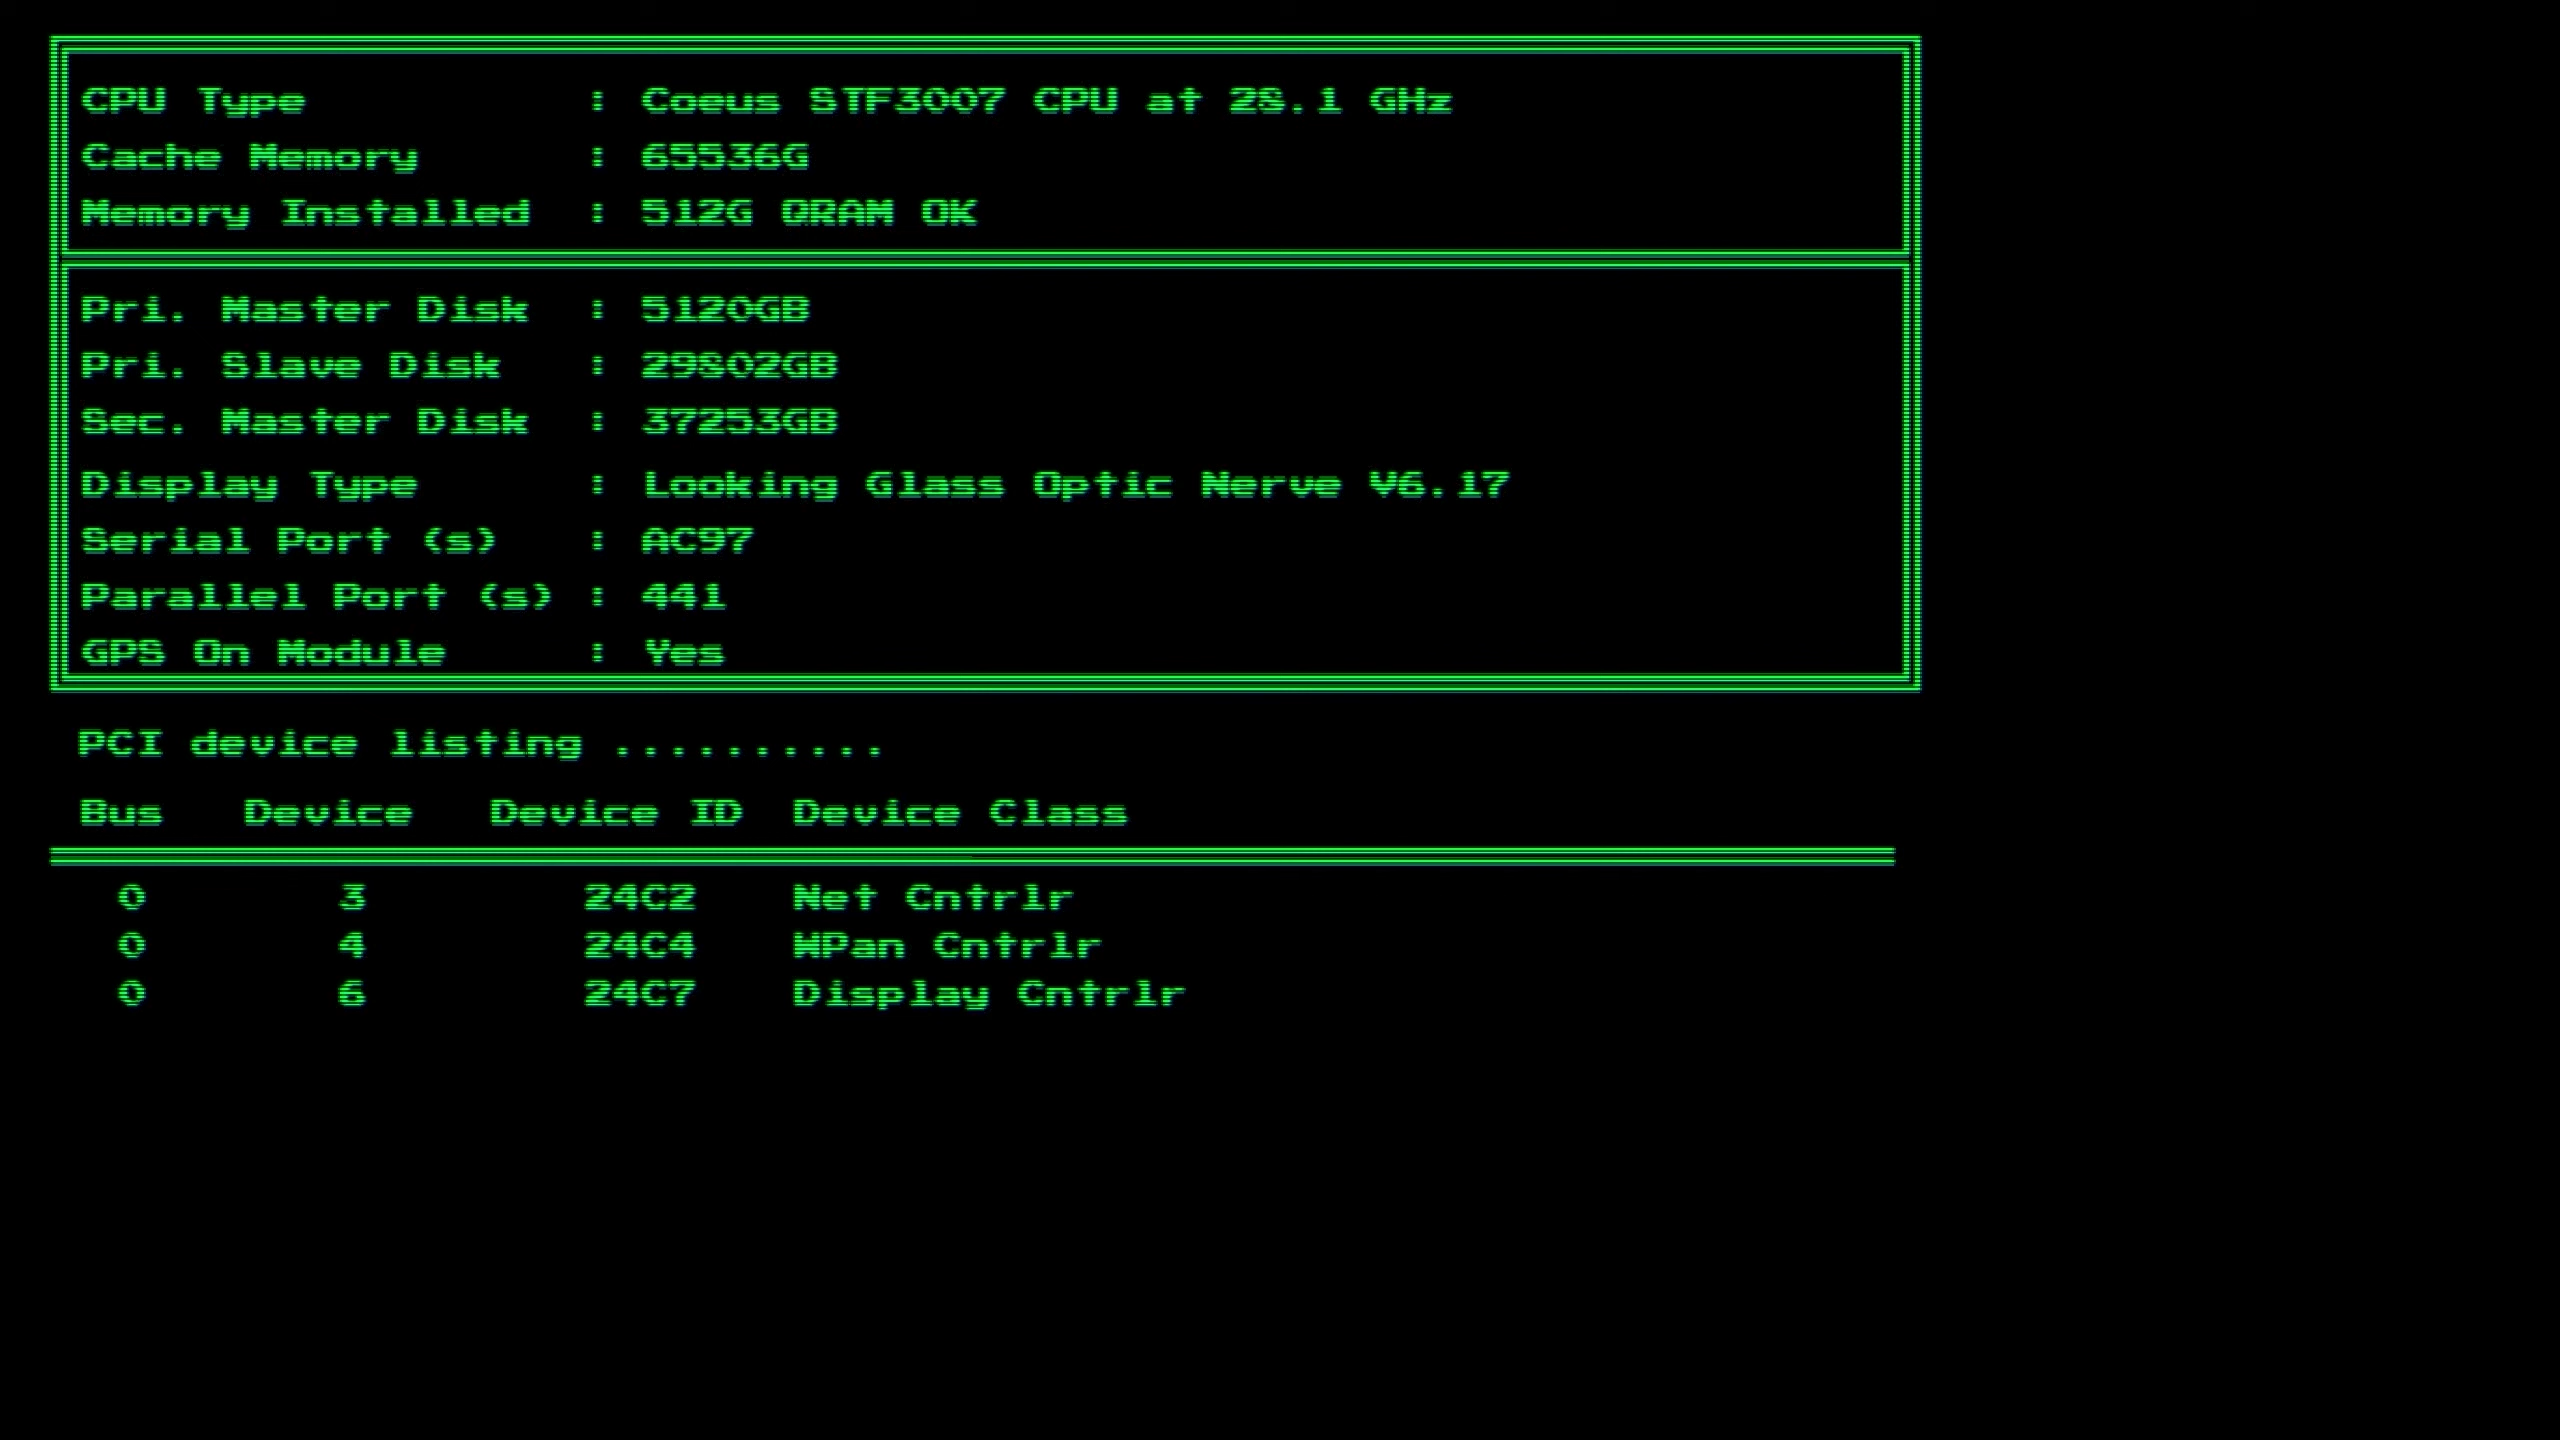 CPU Type : Coeus STF3007 CPU at 28.1 GHz
Cache Memory : 65536G
Memory Installed : 512G QRAM OK
Pri. Master Disk : 5120GB
Pri. Slave Disk : 29802GB
Sec. Master Disk : 37253GB
Display Type : Looking Glass Optic Nerve V6.17
Serial Port (s) : AC97
Parallel Port (s) : 441
GPS On Module : Yes
PCI device listing ..........
Bus Device Device ID Device Class
0 3 24C2 Net Cntrlr
0 4 24C4 WPan Cntrlr
0 6 24C7 Display Cntrlr